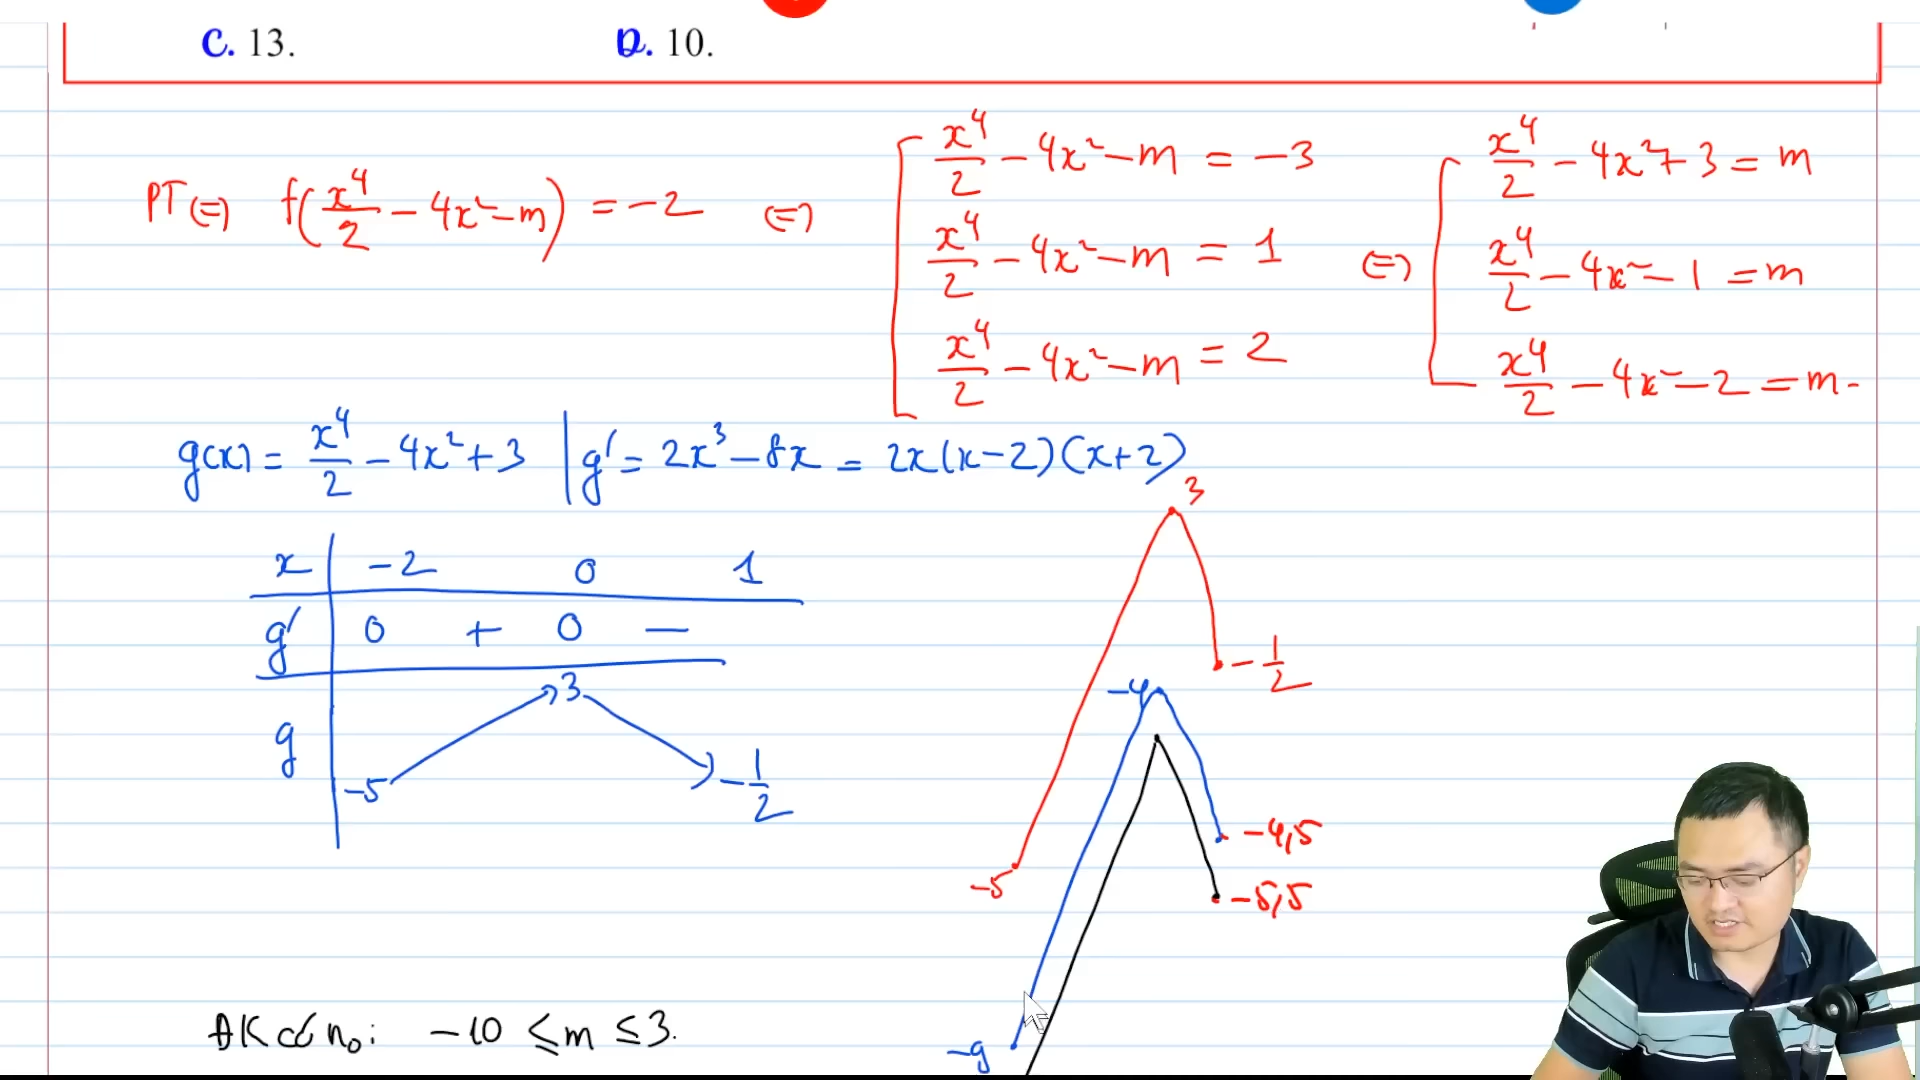 C. 13. D. 10.
PT ⇔ f(x⁴/2 − 4x² − m) = −2 ⇔
x⁴/2 − 4x² − m = −3
x⁴/2 − 4x² − m = 1
x⁴/2 − 4x² − m = 2
⇔
x⁴/2 − 4x² + 3 = m
x⁴/2 − 4x² − 1 = m
x⁴/2 − 4x² − 2 = m.
g(x) = x⁴/2 − 4x² + 3 | g' = 2x³ − 8x = 2x(x−2)(x+2)
x −2 0 1
g' 0 + 0 −
g −5 3 −1/2
3
−1/2
−5
−4
−4,5
−5,5
−9
ĐK có n₀: −10 ≤ m ≤ 3.